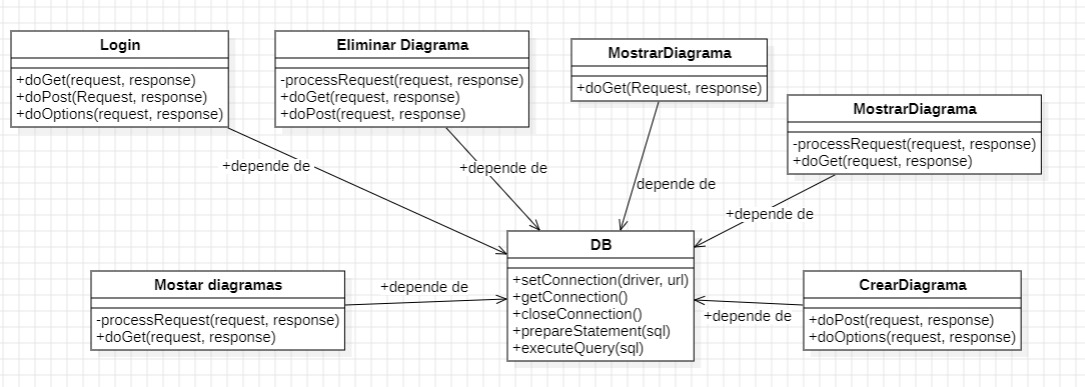 Login
+doGet(request, response)
+doPost(Request, response)
+doOptions(request, response)
Eliminar Diagrama
-processRequest(request, response)
+doGet(request, response)
+doPost(request, response)
MostrarDiagrama
+doGet(Request, response)
MostrarDiagrama
-processRequest(request, response)
+doGet(request, response)
+depende de
+depende de
depende de
+depende de
DB
+setConnection(driver, url)
+getConnection()
+closeConnection()
+prepareStatement(sql)
+executeQuery(sql)
Mostar diagramas
-processRequest(request, response)
+doGet(request, response)
+depende de
+depende de
CrearDiagrama
+doPost(request, response)
+doOptions(request, response)